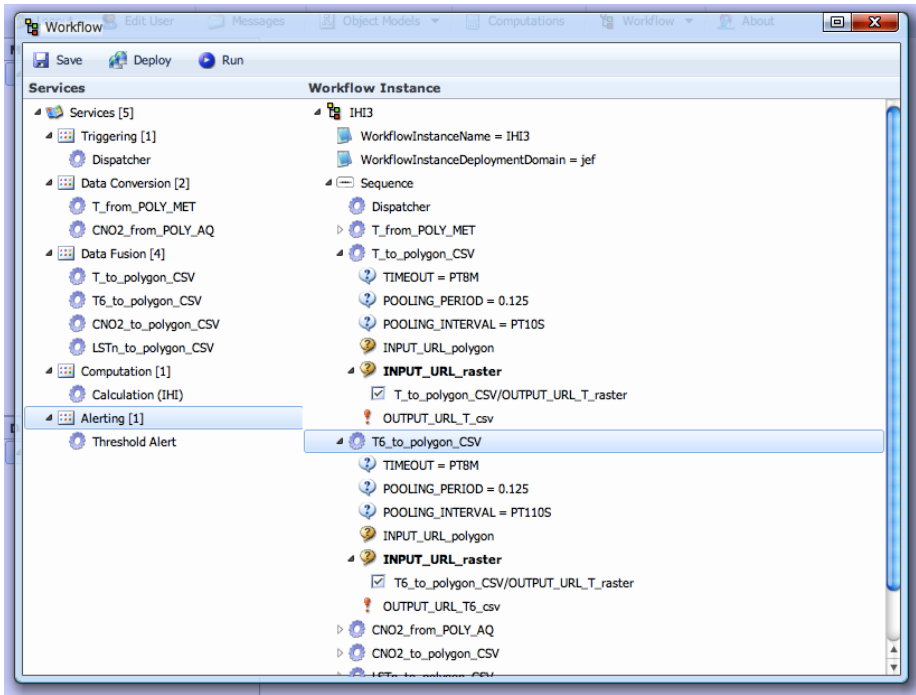 Edit User Messages Object Models Computations Workflow About
Workflow
Save Deploy Run
Services
Workflow Instance
Services [5]
Triggering [1]
Dispatcher
Data Conversion [2]
T_from_POLY_MET
CNO2_from_POLY_AQ
Data Fusion [4]
T_to_polygon_CSV
T6_to_polygon_CSV
CNO2_to_polygon_CSV
LSTn_to_polygon_CSV
Computation [1]
Calculation (IHI)
Alerting [1]
Threshold Alert
IHI3
WorkflowInstanceName = IHI3
WorkflowInstanceDeploymentDomain = jef
Sequence
Dispatcher
T_from_POLY_MET
T_to_polygon_CSV
TIMEOUT = PT8M
POOLING_PERIOD = 0.125
POOLING_INTERVAL = PT10S
INPUT_URL_polygon
INPUT_URL_raster
T_to_polygon_CSV/OUTPUT_URL_T_raster
OUTPUT_URL_T_csv
T6_to_polygon_CSV
TIMEOUT = PT8M
POOLING_PERIOD = 0.125
POOLING_INTERVAL = PT110S
INPUT_URL_polygon
INPUT_URL_raster
T6_to_polygon_CSV/OUTPUT_URL_T_raster
OUTPUT_URL_T6_csv
CNO2_from_POLY_AQ
CNO2_to_polygon_CSV
LSTn_to_polygon_CSV